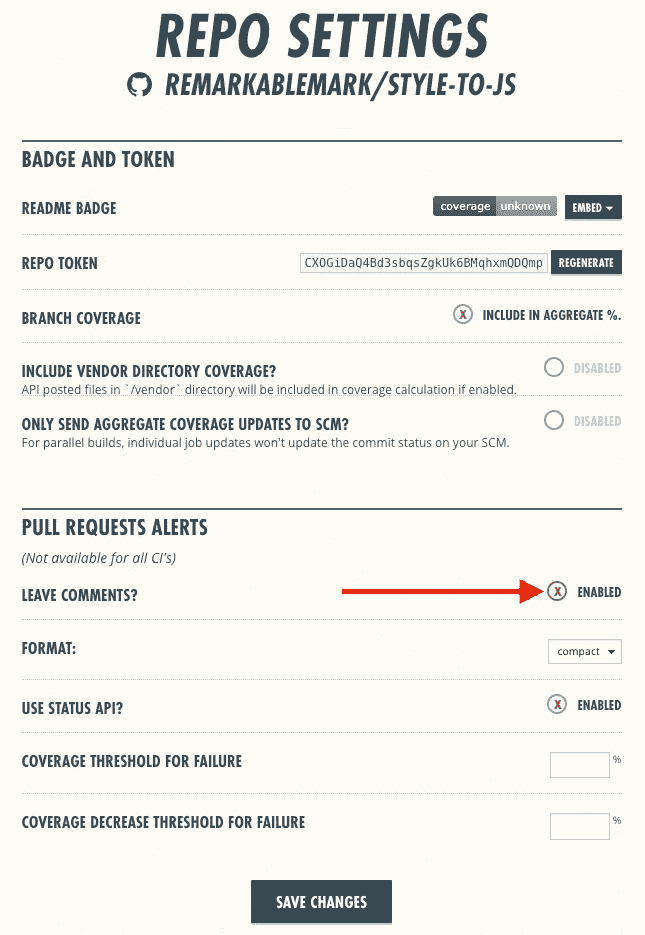 REPO SETTINGS
REMARKABLEMARK/STYLE-TO-JS
BADGE AND TOKEN
README BADGE coverage unknown EMBED
REPO TOKEN CXOGiDaQ4Bd3sbqsZgkUk6BMqhxmQDQmp REGENERATE
BRANCH COVERAGE X INCLUDE IN AGGREGATE %.
INCLUDE VENDOR DIRECTORY COVERAGE? DISABLED
API posted files in `/vendor` directory will be included in coverage calculation if enabled.
ONLY SEND AGGREGATE COVERAGE UPDATES TO SCM? DISABLED
For parallel builds, individual job updates won't update the commit status on your SCM.
PULL REQUESTS ALERTS
(Not available for all CI's)
LEAVE COMMENTS? X ENABLED
FORMAT: compact
USE STATUS API? X ENABLED
COVERAGE THRESHOLD FOR FAILURE %
COVERAGE DECREASE THRESHOLD FOR FAILURE %
SAVE CHANGES